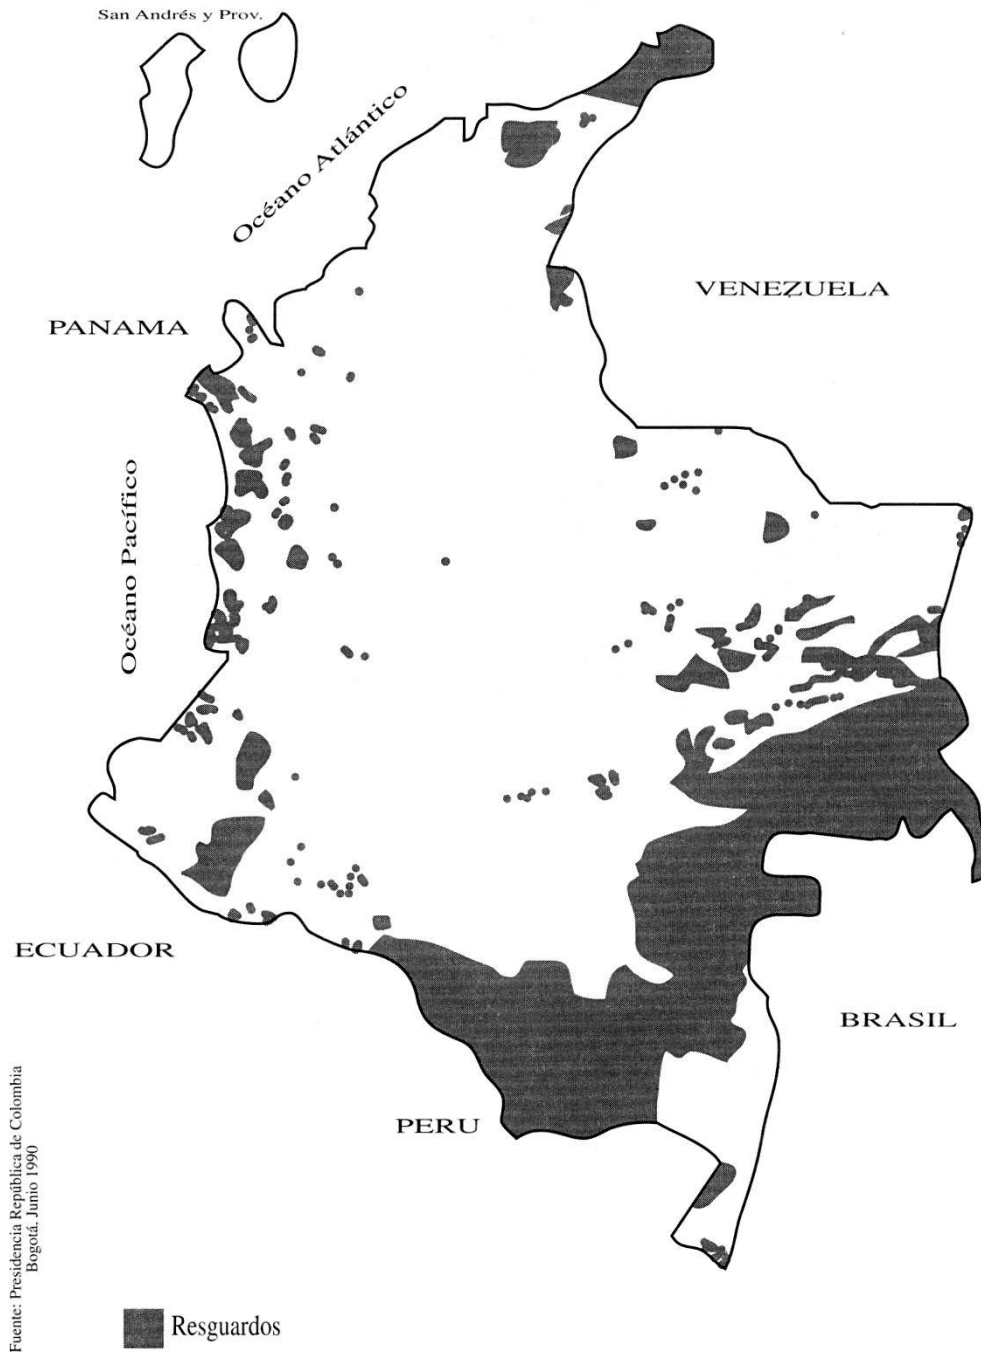 San Andrés y Prov.
Océano Atlántico
VENEZUELA
PANAMA
Océano Pacífico
ECUADOR
BRASIL
PERU
Fuente: Presidencia República de Colombia
Bogotá. Junio 1990
Resguardos